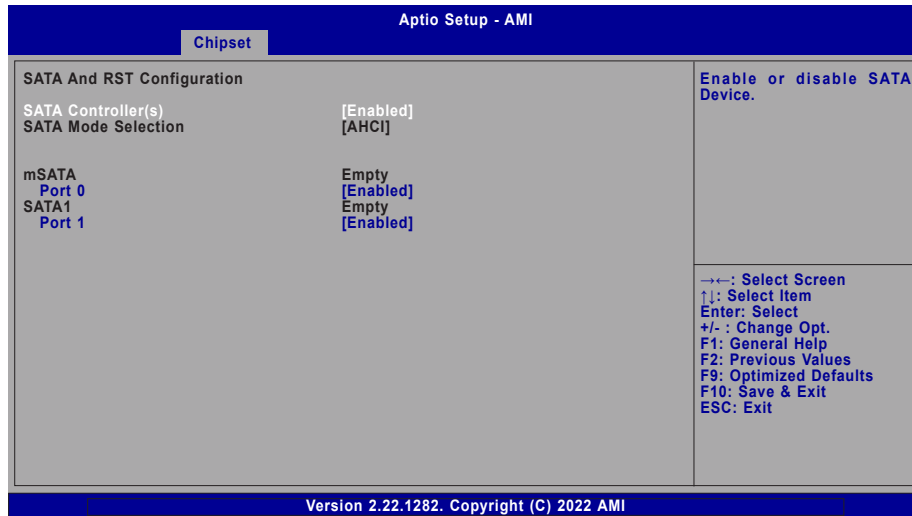 Aptio Setup - AMI
Chipset
SATA And RST Configuration
SATA Controller(s) [Enabled]
SATA Mode Selection [AHCI]
mSATA Empty
Port 0 [Enabled]
SATA1 Empty
Port 1 [Enabled]
Enable or disable SATA
Device.
→←: Select Screen
↑↓: Select Item
Enter: Select
+/- : Change Opt.
F1: General Help
F2: Previous Values
F9: Optimized Defaults
F10: Save & Exit
ESC: Exit
Version 2.22.1282. Copyright (C) 2022 AMI